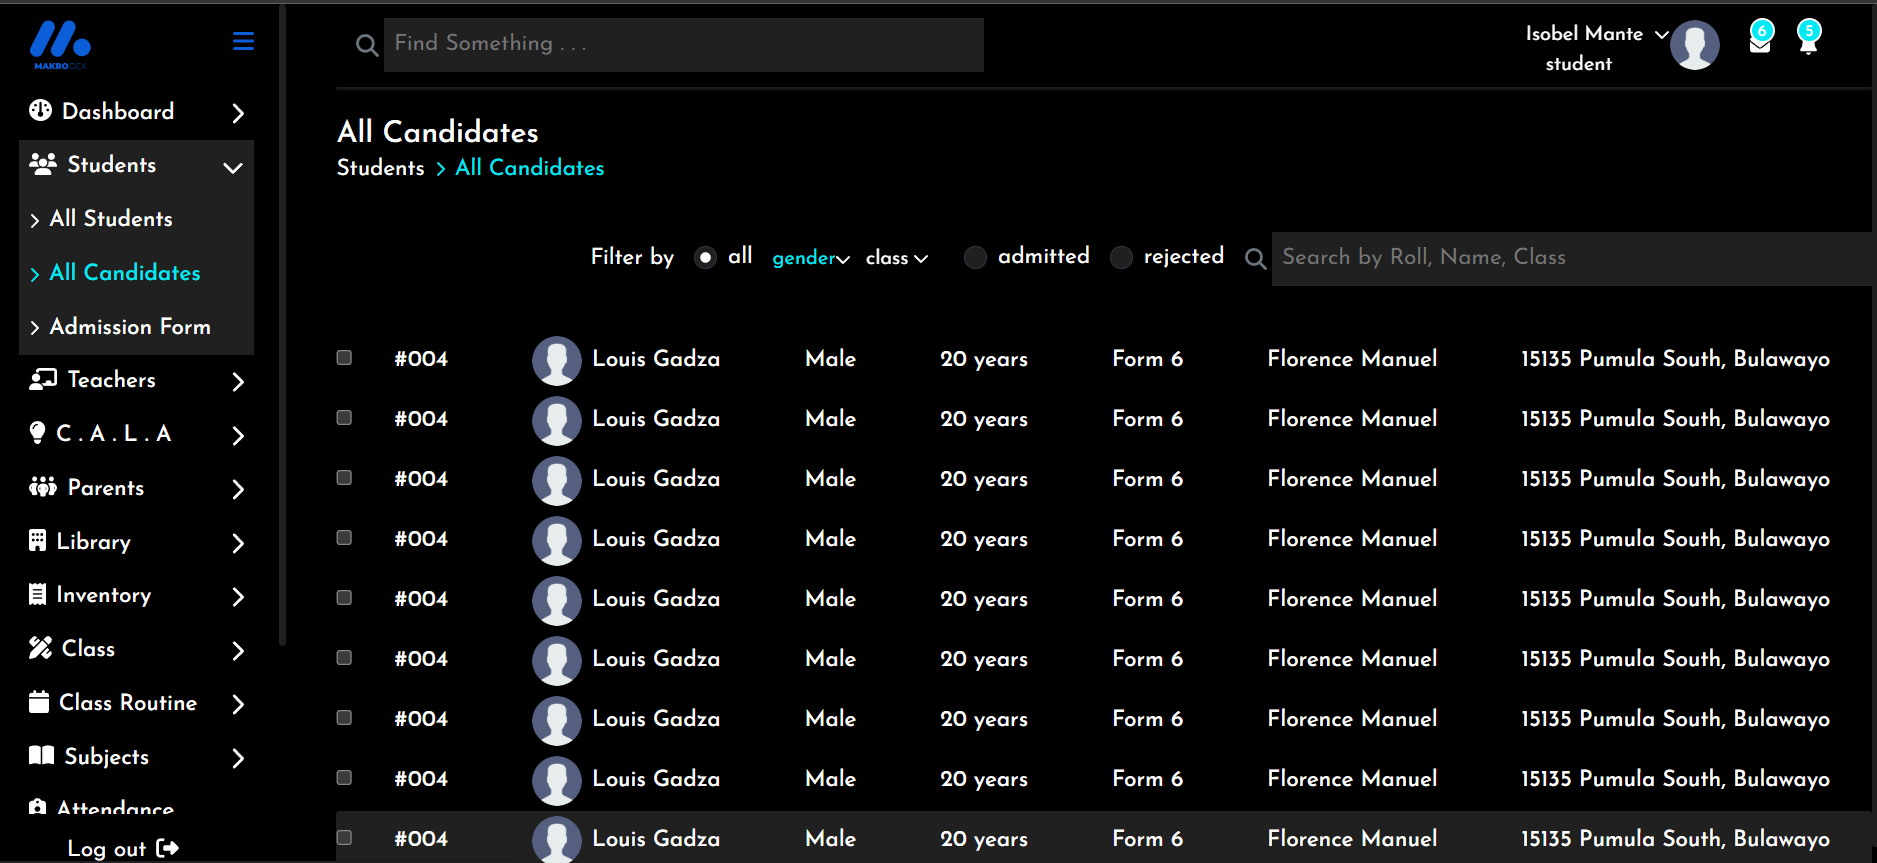 MAKRODEX
Find Something . . .
Isobel Mante
student
6
5
Dashboard
Students
All Students
All Candidates
Admission Form
Teachers
C . A . L . A
Parents
Library
Inventory
Class
Class Routine
Subjects
Attendance
Log out
All Candidates
Students > All Candidates
Filter by all gender class admitted rejected Search by Roll, Name, Class
#004 Louis Gadza Male 20 years Form 6 Florence Manuel 15135 Pumula South, Bulawayo
#004 Louis Gadza Male 20 years Form 6 Florence Manuel 15135 Pumula South, Bulawayo
#004 Louis Gadza Male 20 years Form 6 Florence Manuel 15135 Pumula South, Bulawayo
#004 Louis Gadza Male 20 years Form 6 Florence Manuel 15135 Pumula South, Bulawayo
#004 Louis Gadza Male 20 years Form 6 Florence Manuel 15135 Pumula South, Bulawayo
#004 Louis Gadza Male 20 years Form 6 Florence Manuel 15135 Pumula South, Bulawayo
#004 Louis Gadza Male 20 years Form 6 Florence Manuel 15135 Pumula South, Bulawayo
#004 Louis Gadza Male 20 years Form 6 Florence Manuel 15135 Pumula South, Bulawayo
#004 Louis Gadza Male 20 years Form 6 Florence Manuel 15135 Pumula South, Bulawayo